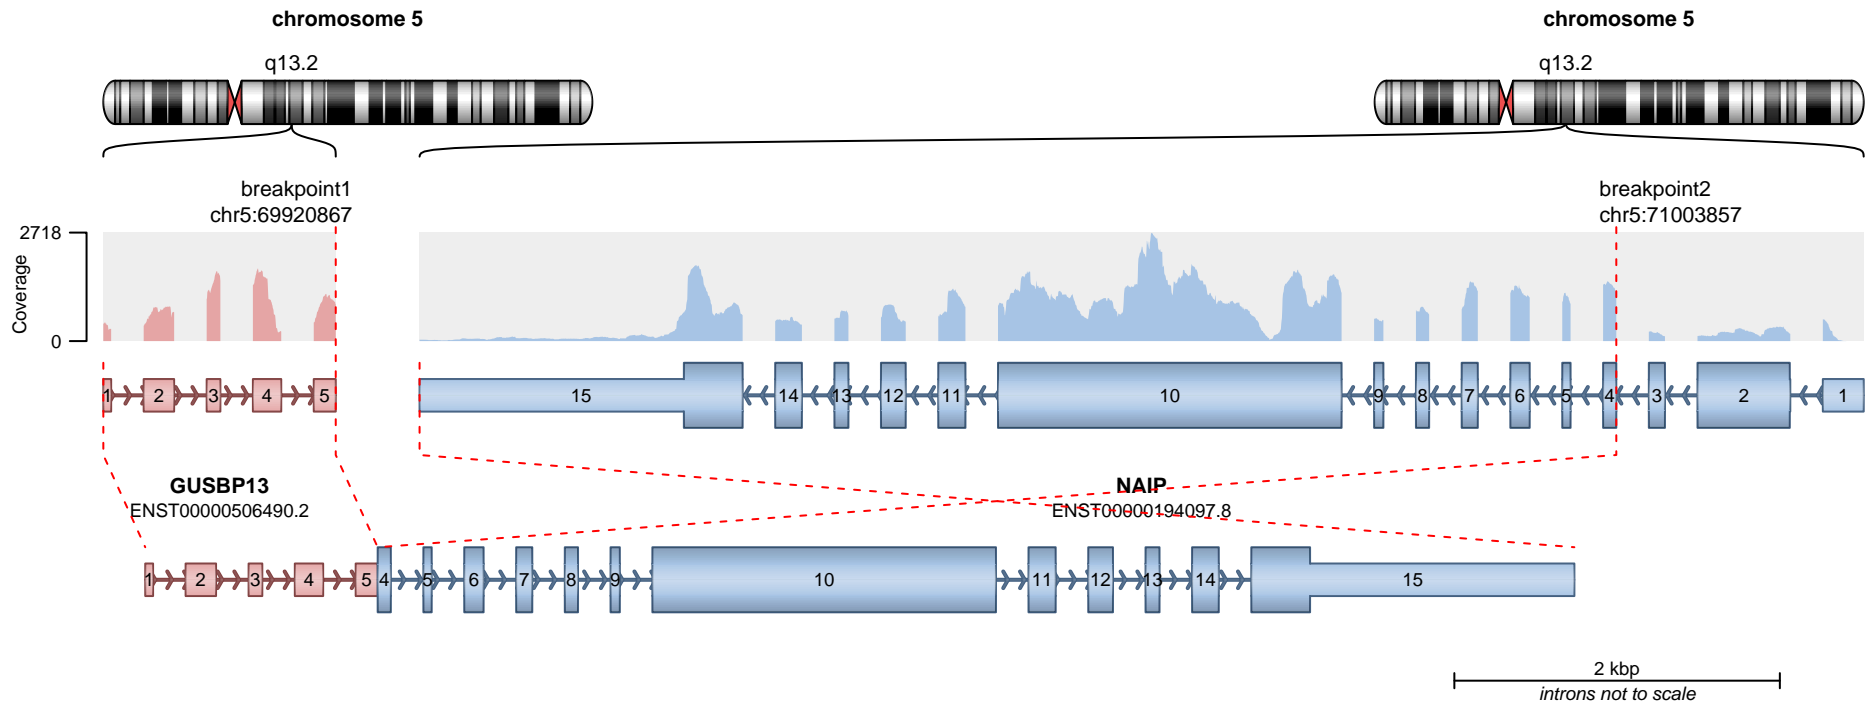 chromosome 5
chromosome 5
q13.2
q13.2
breakpoint1
chr5:69920867
breakpoint2
chr5:71003857
2718
Coverage
0
1 2 3 4 5
15 14 13 12 11 10 9 8 7 6 5 4 3 2 1
GUSBP13
ENST00000506490.2
NAIP
ENST00000194097.8
1 2 3 4 5 4 5 6 7 8 9 10 11 12 13 14 15
2 kbp
introns not to scale